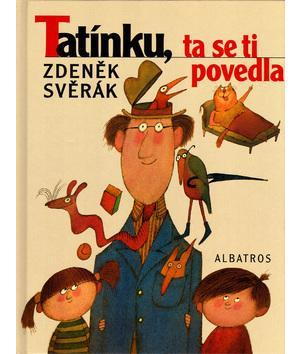 Tatínku, ta se ti
povedla
ZDENĚK
SVĚRÁK
ALBATROS